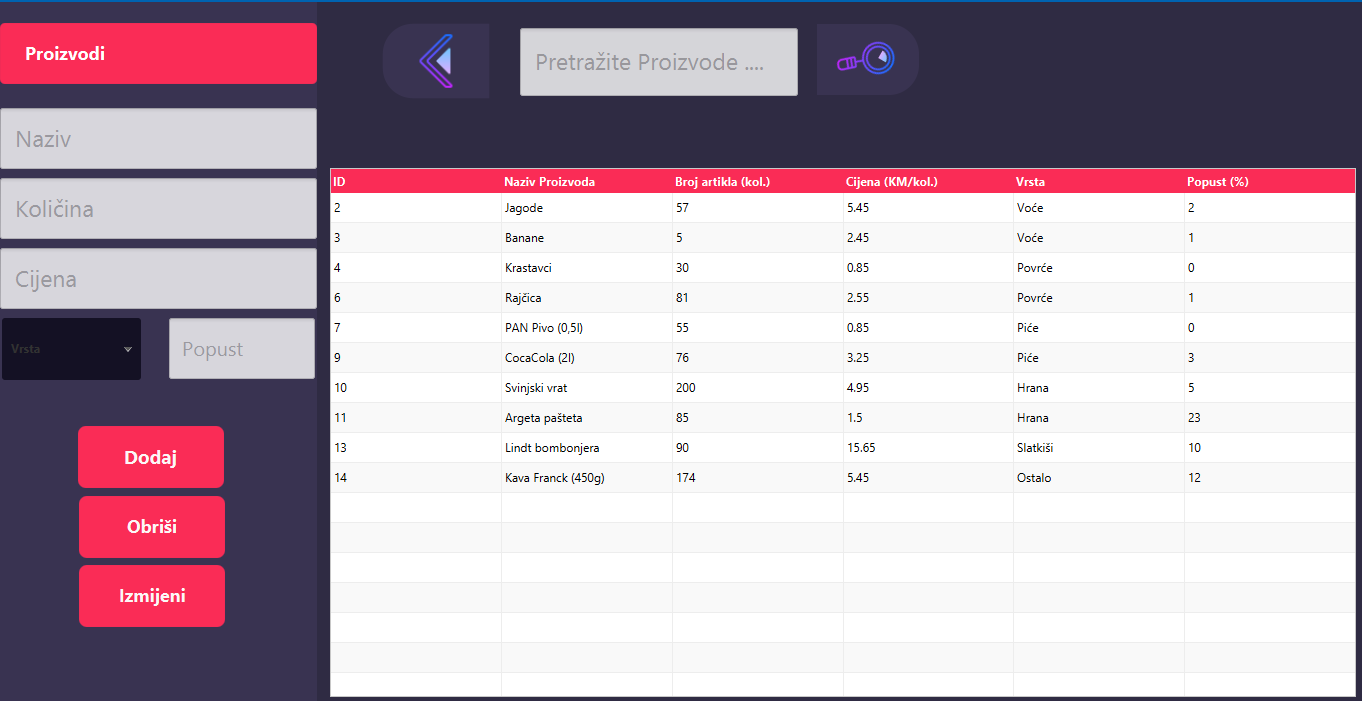 Proizvodi
Naziv
Količina
Cijena
Vrsta
Popust
Dodaj
Obriši
Izmijeni
Pretražite Proizvode ....
ID Naziv Proizvoda Broj artikla (kol.) Cijena (KM/kol.) Vrsta Popust (%)
2 Jagode 57 5.45 Voće 2
3 Banane 5 2.45 Voće 1
4 Krastavci 30 0.85 Povrće 0
6 Rajčica 81 2.55 Povrće 1
7 PAN Pivo (0,5l) 55 0.85 Piće 0
9 CocaCola (2l) 76 3.25 Piće 3
10 Svinjski vrat 200 4.95 Hrana 5
11 Argeta pašteta 85 1.5 Hrana 23
13 Lindt bombonjera 90 15.65 Slatkiši 10
14 Kava Franck (450g) 174 5.45 Ostalo 12